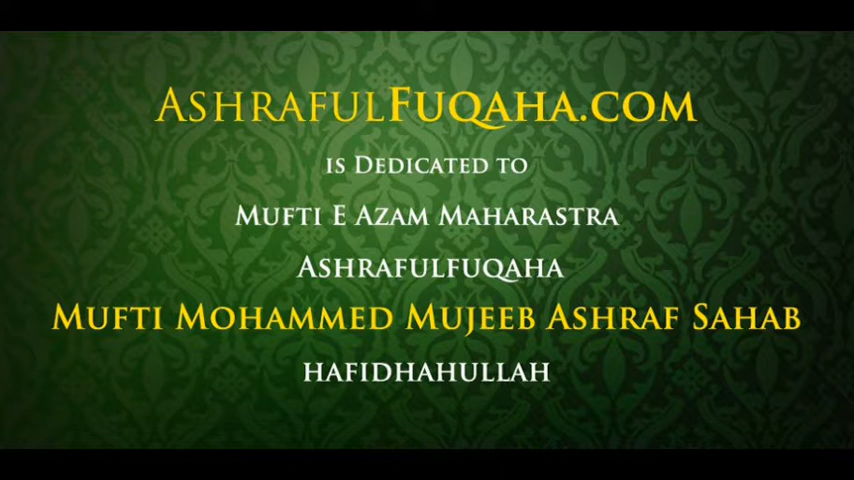 AshrafulFuqaha.com
is Dedicated to
Mufti E Azam Maharastra
Ashrafulfuqaha
Mufti Mohammed Mujeeb Ashraf Sahab
hafidhahullah